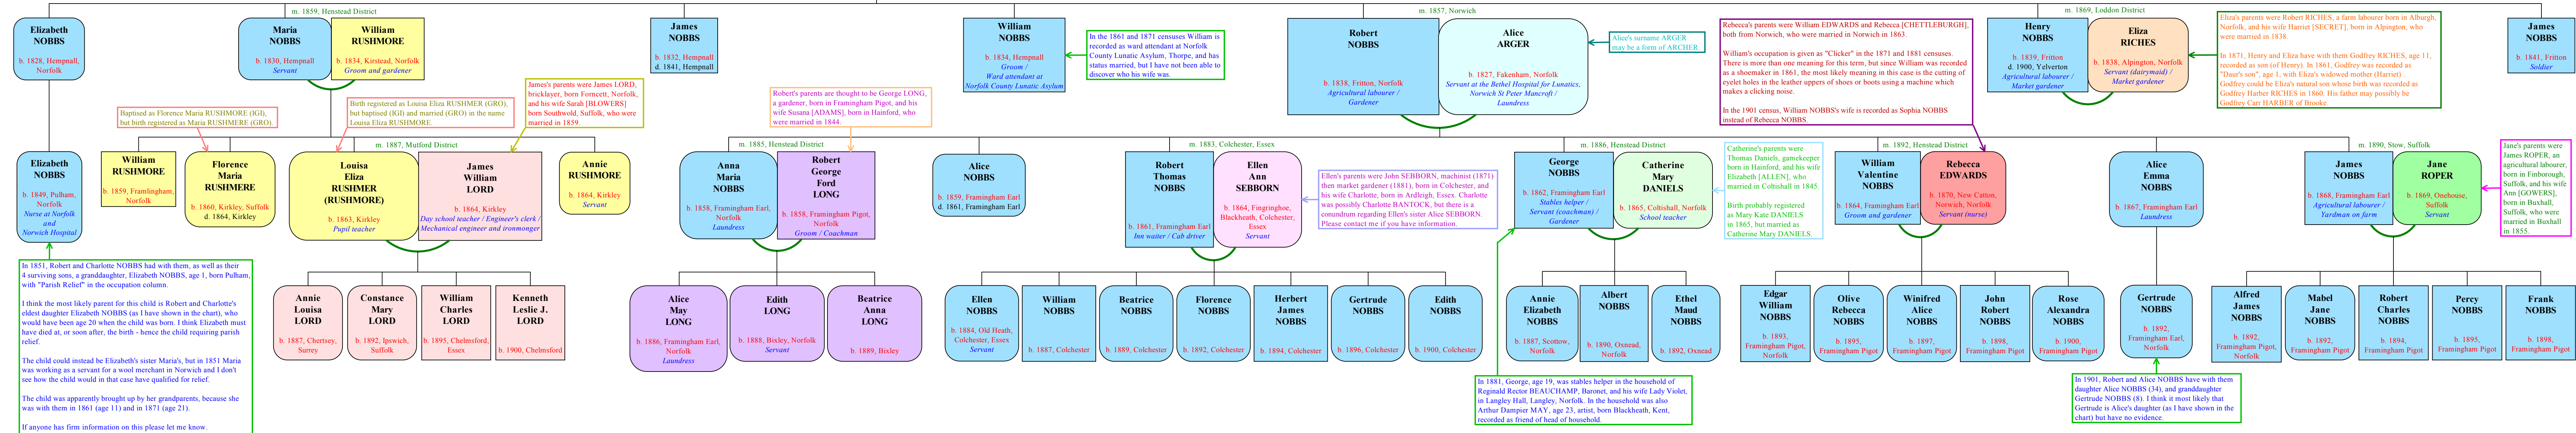 m. 1859, Henstead District
m. 1857, Norwich
m. 1869, Loddon District
Elizabeth
NOBBS
b. 1828, Hempnall,
Norfolk
Maria
NOBBS
b. 1830, Hempnall
Servant
William
RUSHMORE
b. 1834, Kirstead, Norfolk
Groom and gardener
James
NOBBS
b. 1832, Hempnall
d. 1841, Hempnall
William
NOBBS
b. 1834, Hempnall
Groom /
Ward attendant at
Norfolk County Lunatic Asylum
In the 1861 and 1871 censuses William is
recorded as ward attendant at Norfolk
County Lunatic Asylum, Thorpe, and has
status married, but I have not been able to
discover who his wife was.
Robert
NOBBS
b. 1838, Fritton, Norfolk
Agricultural labourer /
Gardener
Alice
ARGER
b. 1827, Fakenham, Norfolk
Servant at the Bethel Hospital for Lunatics,
Norwich St Peter Mancroft /
Laundress
Alice's surname ARGER
may be a form of ARCHER
Rebecca's parents were William EDWARDS and Rebecca [CHETTLEBURGH],
both from Norwich, who were married in Norwich in 1863.
William's occupation is given as "Clicker" in the 1871 and 1881 censuses.
There is more than one meaning for this term, but since William was recorded
as a shoemaker in 1861, the most likely meaning in this case is the cutting of
eyelet holes in the leather uppers of shoes or boots using a machine which
makes a clicking noise.
In the 1901 census, William NOBBS's wife is recorded as Sophia NOBBS
instead of Rebecca NOBBS.
Henry
NOBBS
b. 1839, Fritton
d. 1900, Yelverton
Agricultural labourer /
Market gardener
Eliza
RICHES
b. 1838, Alpington, Norfolk
Servant (dairymaid) /
Market gardener
Eliza's parents were Robert RICHES, a farm labourer born in Alburgh,
Norfolk, and his wife Harriet [SECRET], born in Alpington, who
were married in 1838.
In 1871, Henry and Eliza have with them Godfrey RICHES, age 11,
recorded as son (of Henry). In 1861, Godfrey was recorded as
"Daur's son", age 1, with Eliza's widowed mother (Harriet) .
Godfrey could be Eliza's natural son whose birth was recorded as
Godfrey Harber RICHES in 1860. His father may possibly be
Godfrey Carr HARBER of Brooke.
James
NOBBS
b. 1841, Fritton
Soldier
Baptised as Florence Maria RUSHMORE (IGI),
but birth registered as Maria RUSHMORE (GRO).
Birth registered as Louisa Eliza RUSHMER (GRO),
but baptised (IGI) and married (GRO) in the name
Louisa Eliza RUSHMORE.
James's parents were James LORD,
bricklayer, born Forncett, Norfolk,
and his wife Sarah [BLOWERS]
born Southwold, Suffolk, who were
married in 1859.
Robert's parents are thought to be George LONG,
a gardener, born in Framingham Pigot, and his
wife Susana [ADAMS], born in Hainford, who
were married in 1844.
m. 1887, Mutford District
m. 1885, Henstead District
m. 1883, Colchester, Essex
m. 1886, Henstead District
m. 1892, Henstead District
m. 1890, Stow, Suffolk
Elizabeth
NOBBS
b. 1849, Pulham,
Norfolk
Nurse at Norfolk
and
Norwich Hospital
William
RUSHMORE
b. 1859, Framlingham,
Norfolk
Florence
Maria
RUSHMERE
b. 1860, Kirkley, Suffolk
d. 1864, Kirkley
Louisa
Eliza
RUSHMER
(RUSHMORE)
b. 1863, Kirkley
Pupil teacher
James
William
LORD
b. 1864, Kirkley
Day school teacher / Engineer's clerk /
Mechanical engineer and ironmonger
Annie
RUSHMORE
b. 1864, Kirkley
Servant
Anna
Maria
NOBBS
b. 1858, Framingham Earl,
Norfolk
Laundress
Robert
George
Ford
LONG
b. 1858, Framingham Pigot,
Norfolk
Groom / Coachman
Alice
NOBBS
b. 1859, Framingham Earl
d. 1861, Framingham Earl
Robert
Thomas
NOBBS
b. 1861, Framingham Earl
Inn waiter / Cab driver
Ellen
Ann
SEBBORN
b. 1864, Fingringhoe,
Blackheath, Colchester,
Essex
Servant
Ellen's parents were John SEBBORN, machinist (1871)
then market gardener (1881), born in Colchester, and
his wife Charlotte, born in Ardleigh, Essex. Charlotte
was possibly Charlotte BANTOCK, but there is a
conundrum regarding Ellen's sister Alice SEBBORN.
Please contact me if you have information.
George
NOBBS
b. 1862, Framingham Earl
Stables helper /
Servant (coachman) /
Gardener
Catherine
Mary
DANIELS
b. 1865, Coltishall, Norfolk
School teacher
Catherine's parents were
Thomas Daniels, gamekeeper
born in Hainford, and his wife
Elizabeth [ALLEN], who
married in Coltishall in 1845.
Birth probably registered
as Mary Kate DANIELS
in 1865, but married as
Catherine Mary DANIELS.
William
Valentine
NOBBS
b. 1864, Framingham Earl
Groom and gardener
Rebecca
EDWARDS
b. 1870, New Catton,
Norwich, Norfolk
Servant (nurse)
Alice
Emma
NOBBS
b. 1867, Framingham Earl
Laundress
James
NOBBS
b. 1868, Framingham Earl
Agricultural labourer /
Yardman on farm
Jane
ROPER
b. 1869, Onehouse,
Suffolk
Servant
Jane's parents were
James ROPER, an
agricultural labourer,
born in Finborough,
Suffolk, and his wife
Ann [GOWERS],
born in Buxhall,
Suffolk, who were
married in Buxhall
in 1855.
In 1851, Robert and Charlotte NOBBS had with them, as well as their
4 surviving sons, a granddaughter, Elizabeth NOBBS, age 1, born Pulham,
with "Parish Relief" in the occupation column.
I think the most likely parent for this child is Robert and Charlotte's
eldest daughter Elizabeth NOBBS (as I have shown in the chart), who
would have been age 20 when the child was born. I think Elizabeth must
have died at, or soon after, the birth - hence the child requiring parish
relief.
The child could instead be Elizabeth's sister Maria's, but in 1851 Maria
was working as a servant for a wool merchant in Norwich and I don't
see how the child would in that case have qualified for relief.
The child was apparently brought up by her grandparents, because she
was with them in 1861 (age 11) and in 1871 (age 21).
If anyone has firm information on this please let me know.
Annie
Louisa
LORD
b. 1887, Chertsey,
Surrey
Constance
Mary
LORD
b. 1892, Ipswich,
Suffolk
William
Charles
LORD
b. 1895, Chelmsford,
Essex
Kenneth
Leslie J.
LORD
b. 1900, Chelmsford
Alice
May
LONG
b. 1886, Framingham Earl,
Norfolk
Laundress
Edith
LONG
b. 1888, Bixley, Norfolk
Servant
Beatrice
Anna
LONG
b. 1889, Bixley
Ellen
NOBBS
b. 1884, Old Heath,
Colchester, Essex
Servant
William
NOBBS
b. 1887, Colchester
Beatrice
NOBBS
b. 1889, Colchester
Florence
NOBBS
b. 1892, Colchester
Herbert
James
NOBBS
b. 1894, Colchester
Gertrude
NOBBS
b. 1896, Colchester
Edith
NOBBS
b. 1900, Colchester
Annie
Elizabeth
NOBBS
b. 1887, Scottow,
Norfolk
Albert
NOBBS
b. 1890, Oxnead,
Norfolk
Ethel
Maud
NOBBS
b. 1892, Oxnead
Edgar
William
NOBBS
b. 1893,
Framingham Pigot,
Norfolk
Olive
Rebecca
NOBBS
b. 1895,
Framingham Pigot
Winifred
Alice
NOBBS
b. 1897,
Framingham Pigot
John
Robert
NOBBS
b. 1898,
Framingham Pigot
Rose
Alexandra
NOBBS
b. 1900,
Framingham Pigot
Gertrude
NOBBS
b. 1892,
Framingham Earl,
Norfolk
Alfred
James
NOBBS
b. 1892,
Framingham Pigot,
Norfolk
Mabel
Jane
NOBBS
b. 1892,
Framingham Pigot
Robert
Charles
NOBBS
b. 1894,
Framingham Pigot
Percy
NOBBS
b. 1895,
Framingham Pigot
Frank
NOBBS
b. 1898,
Framingham Pigot
In 1881, George, age 19, was stables helper in the household of
Reginald Rector BEAUCHAMP, Baronet, and his wife Lady Violet,
in Langley Hall, Langley, Norfolk. In the household was also
Arthur Dampier MAY, age 23, artist, born Blackheath, Kent,
recorded as friend of head of household.
In 1901, Robert and Alice NOBBS have with them
daughter Alice NOBBS (34), and granddaughter
Gertrude NOBBS (8). I think it most likely that
Gertrude is Alice's daughter (as I have shown in the
chart) but have no evidence.